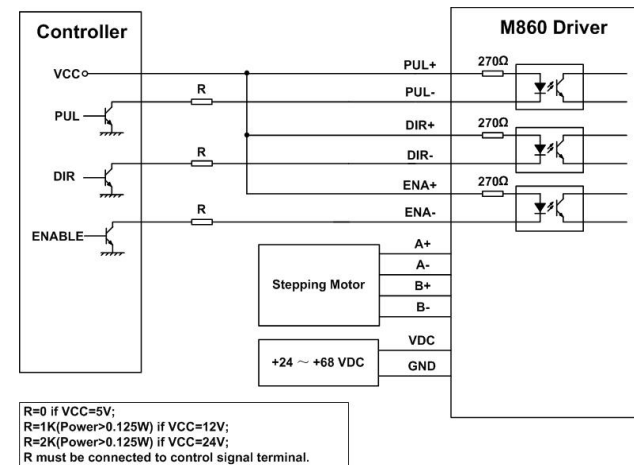 Controller
M860 Driver
VCC
PUL+
270Ω
R
PUL-
PUL
DIR+
270Ω
R
DIR-
DIR
ENA+
270Ω
R
ENA-
ENABLE
A+
A-
Stepping Motor
B+
B-
VDC
+24 ~ +68 VDC
GND
R=0 if VCC=5V;
R=1K(Power>0.125W) if VCC=12V;
R=2K(Power>0.125W) if VCC=24V;
R must be connected to control signal terminal.